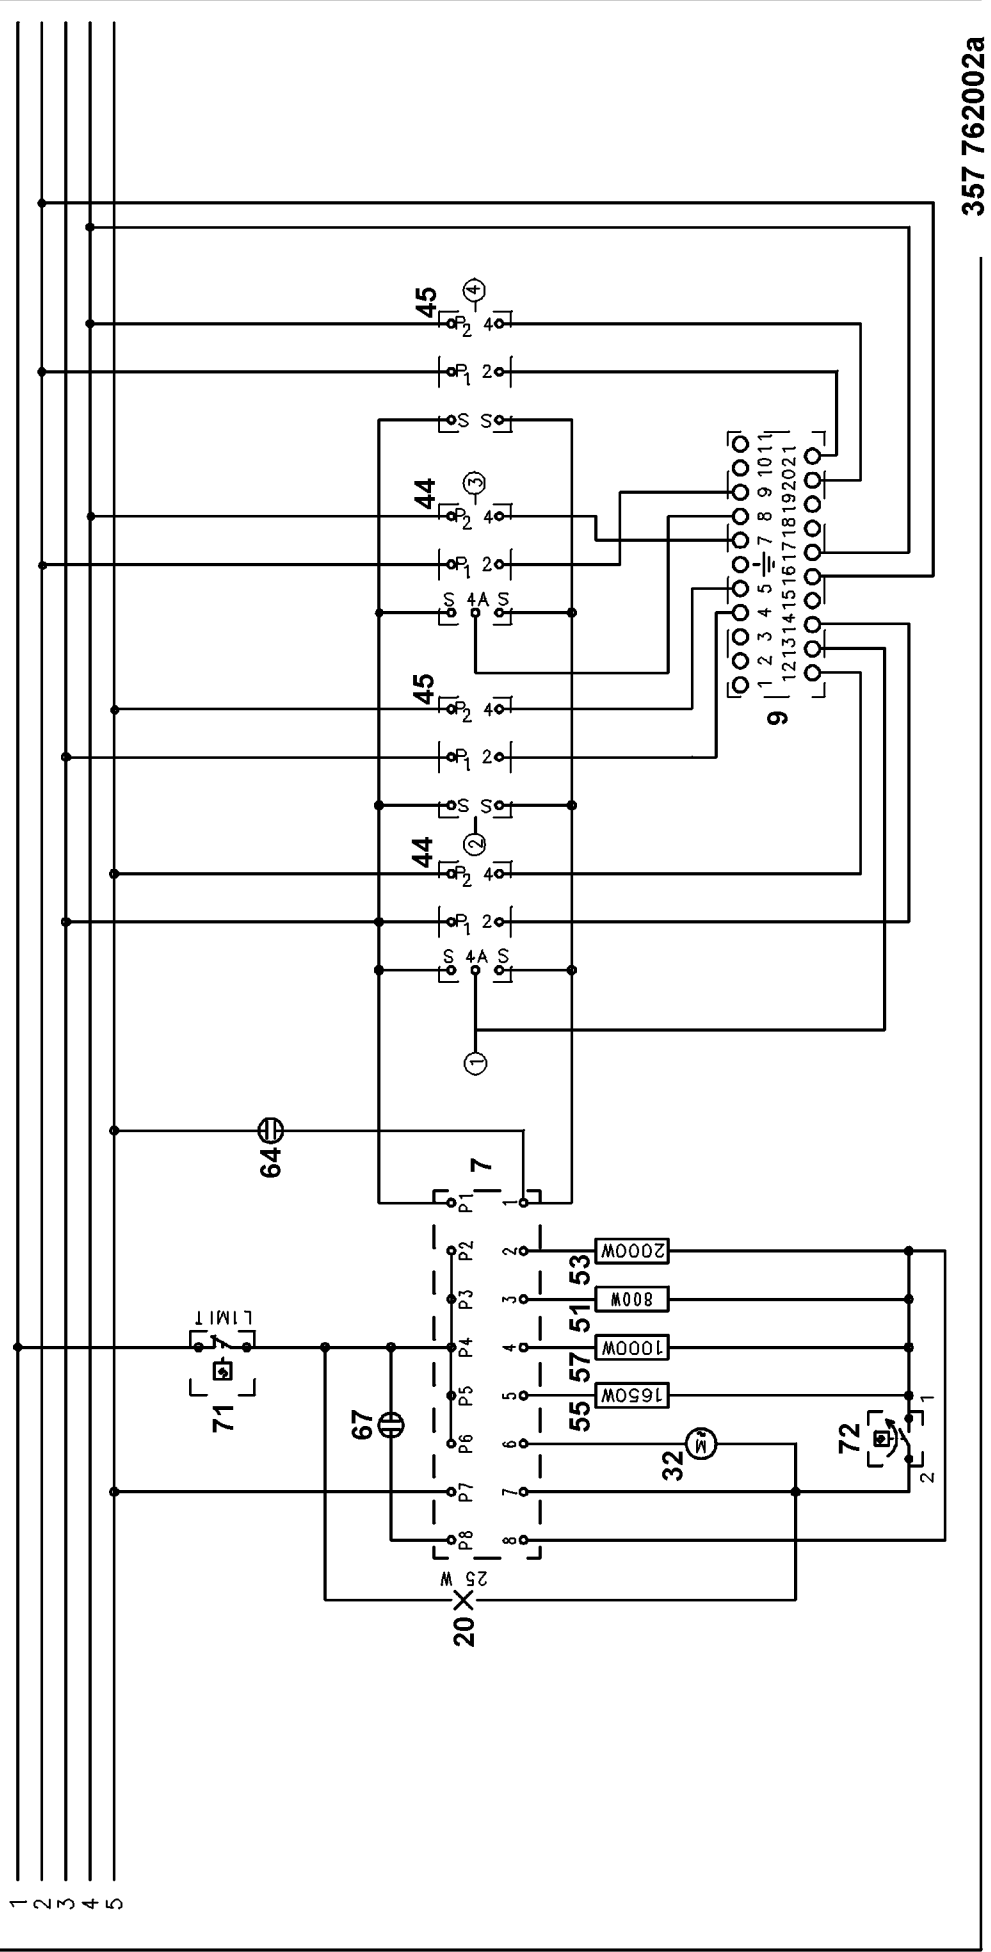 1
2
3
4
5
357 762002a
71
LIMIT
64
67
20
25 W
7
P8 P7 P6 P5 P4 P3 P2 P1
8 7 6 5 4 3 2 1
32
M
55
1650W
57
1000W
51
800W
53
2000W
72
2 1
1
S 4A S
P1 2
44
P2 4
2
S S
P1 2
45
P2 4
S 4A S
P1 2
44
P2 4
3
S S
P1 2
45
P2 4
4
9
1 2 3 4 5 7 8 9 10 11
12 13 14 15 16 17 18 19 20 21